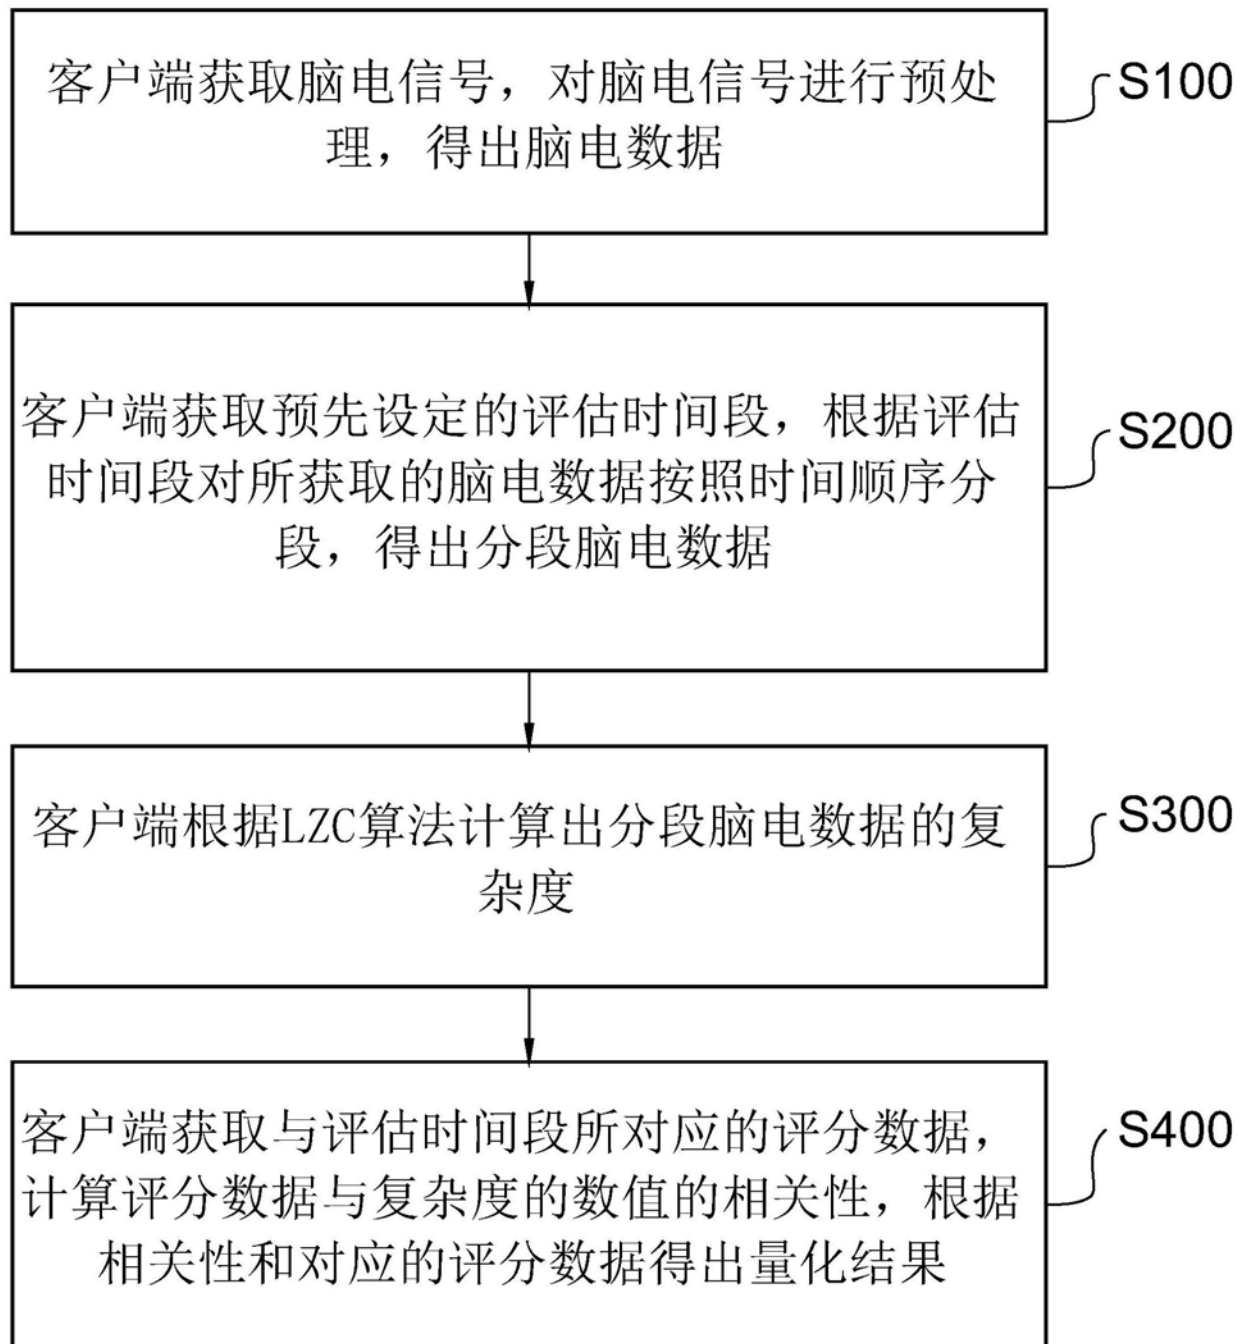 客户端获取脑电信号，对脑电信号进行预处
理，得出脑电数据
S100
客户端获取预先设定的评估时间段，根据评估
时间段对所获取的脑电数据按照时间顺序分
段，得出分段脑电数据
S200
客户端根据LZC算法计算出分段脑电数据的复
杂度
S300
客户端获取与评估时间段所对应的评分数据，
计算评分数据与复杂度的数值的相关性，根据
相关性和对应的评分数据得出量化结果
S400